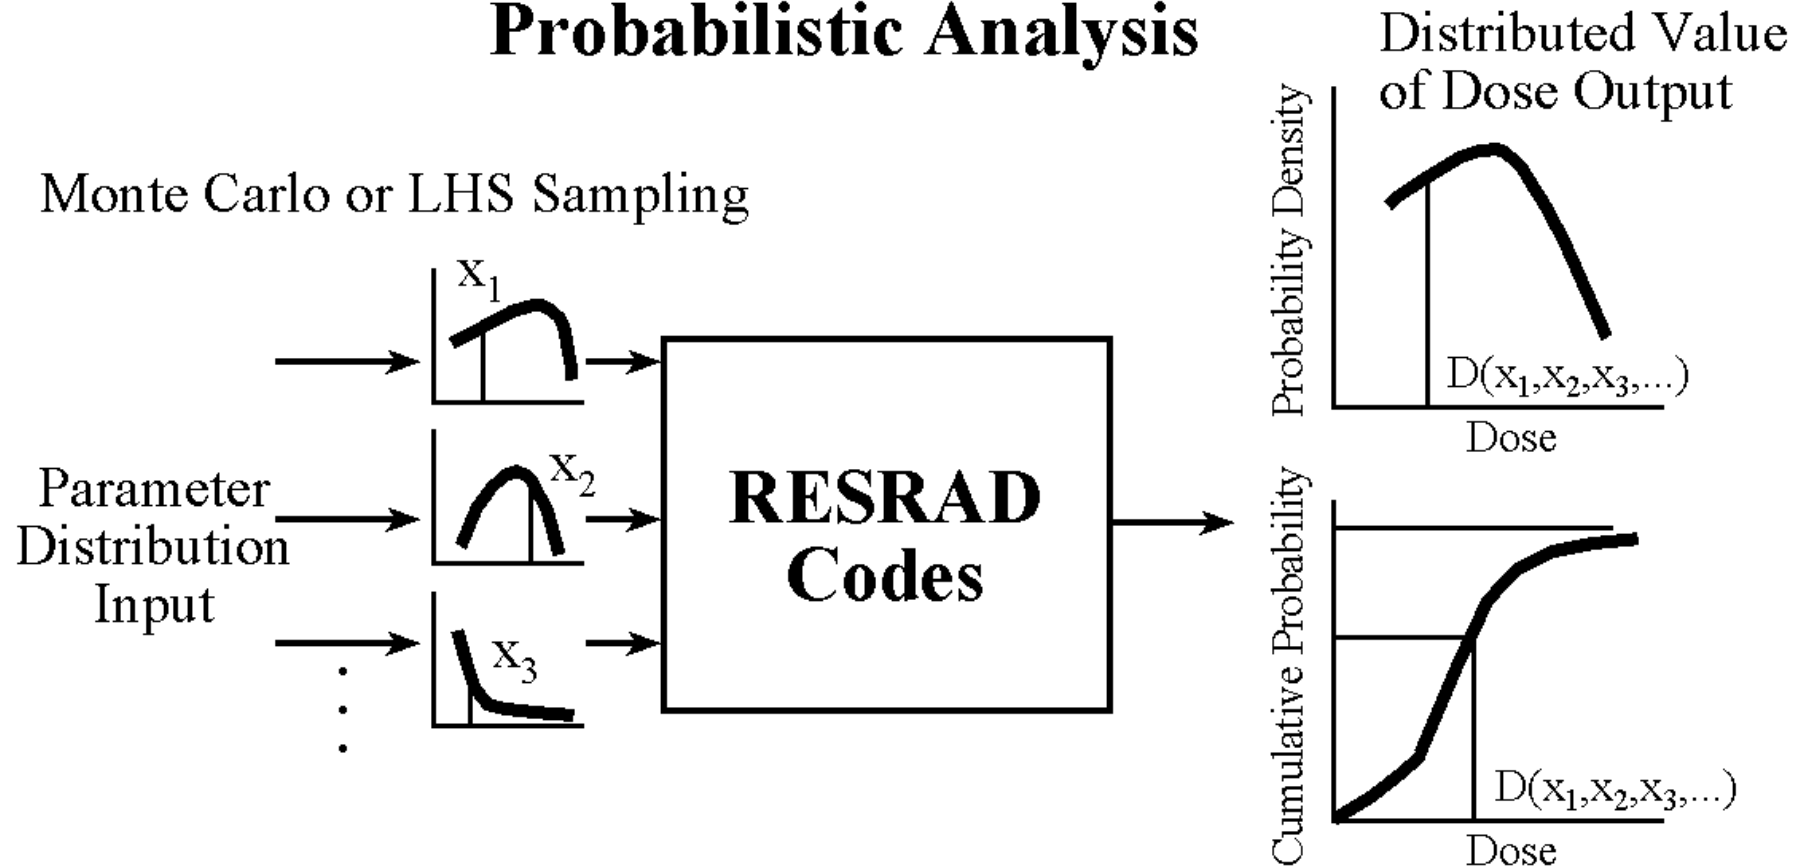 Probabilistic Analysis
Monte Carlo or LHS Sampling
Parameter
Distribution
Input
x₁
x₂
x₃
RESRAD
Codes
Distributed Value
of Dose Output
Probability Density
D(x₁,x₂,x₃,...)
Dose
Cumulative Probability
D(x₁,x₂,x₃,...)
Dose